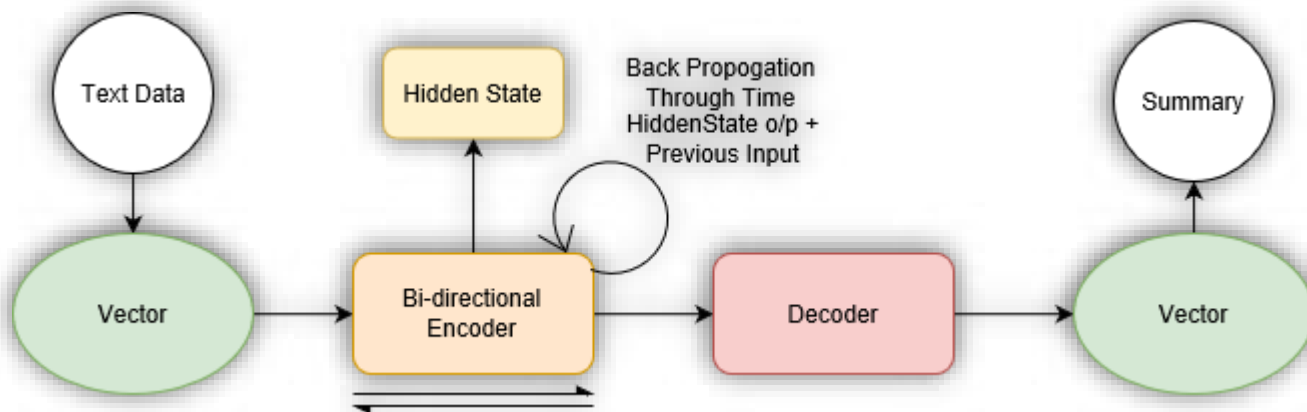 Text Data
Hidden State
Back Propogation
Through Time
HiddenState o/p +
Previous Input
Summary
Vector
Bi-directional
Encoder
Decoder
Vector